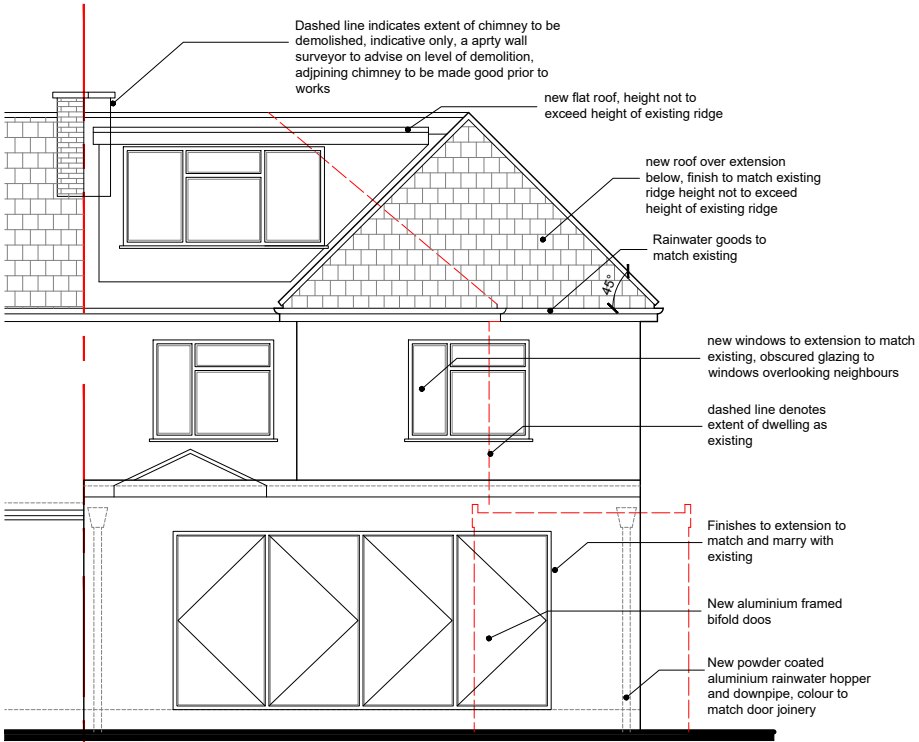 Dashed line indicates extent of chimney to be
demolished, indicative only, a aprty wall
surveyor to advise on level of demolition,
adjpining chimney to be made good prior to
works
new flat roof, height not to
exceed height of existing ridge
new roof over extension
below, finish to match existing
ridge height not to exceed
height of existing ridge
Rainwater goods to
match existing
45°
new windows to extension to match
existing, obscured glazing to
windows overlooking neighbours
dashed line denotes
extent of dwelling as
existing
Finishes to extension to
match and marry with
existing
New aluminium framed
bifold doos
New powder coated
aluminium rainwater hopper
and downpipe, colour to
match door joinery